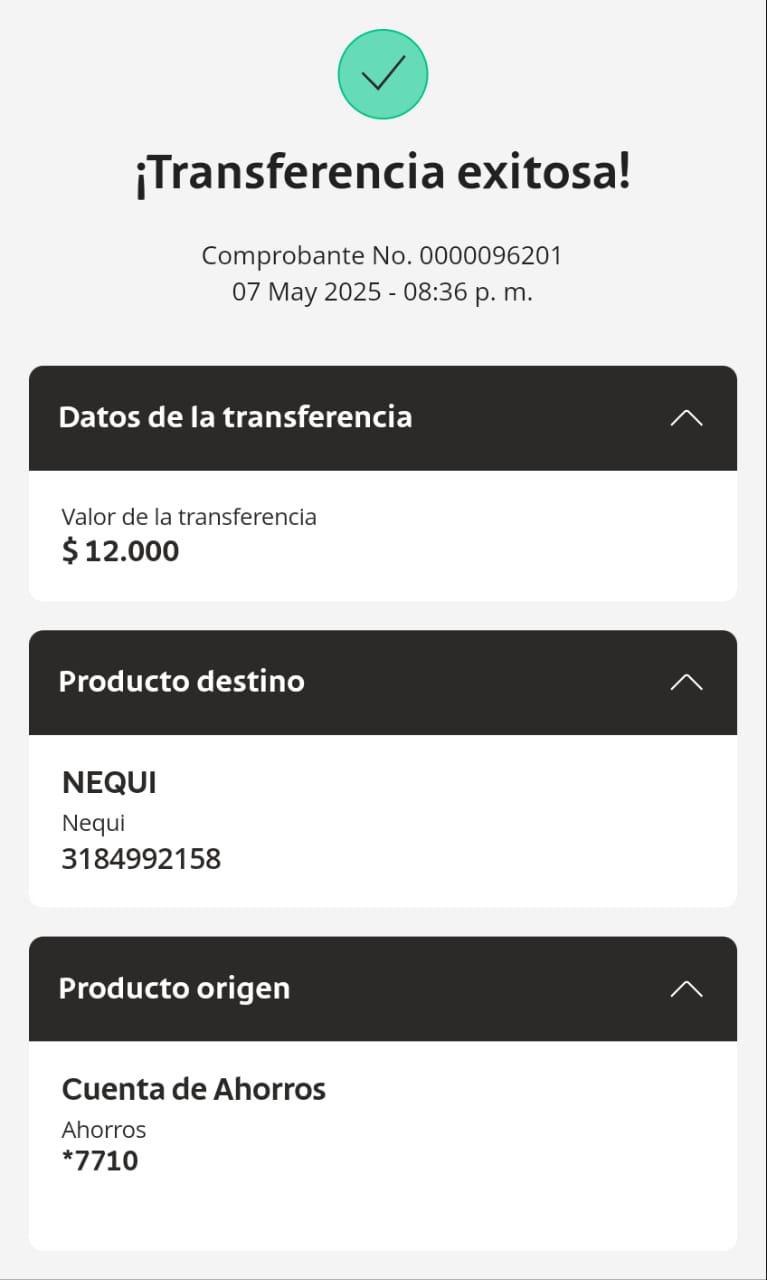 ¡Transferencia exitosa!
Comprobante No. 0000096201
07 May 2025 - 08:36 p. m.
Datos de la transferencia
Valor de la transferencia
$ 12.000
Producto destino
NEQUI
Nequi
3184992158
Producto origen
Cuenta de Ahorros
Ahorros
*7710